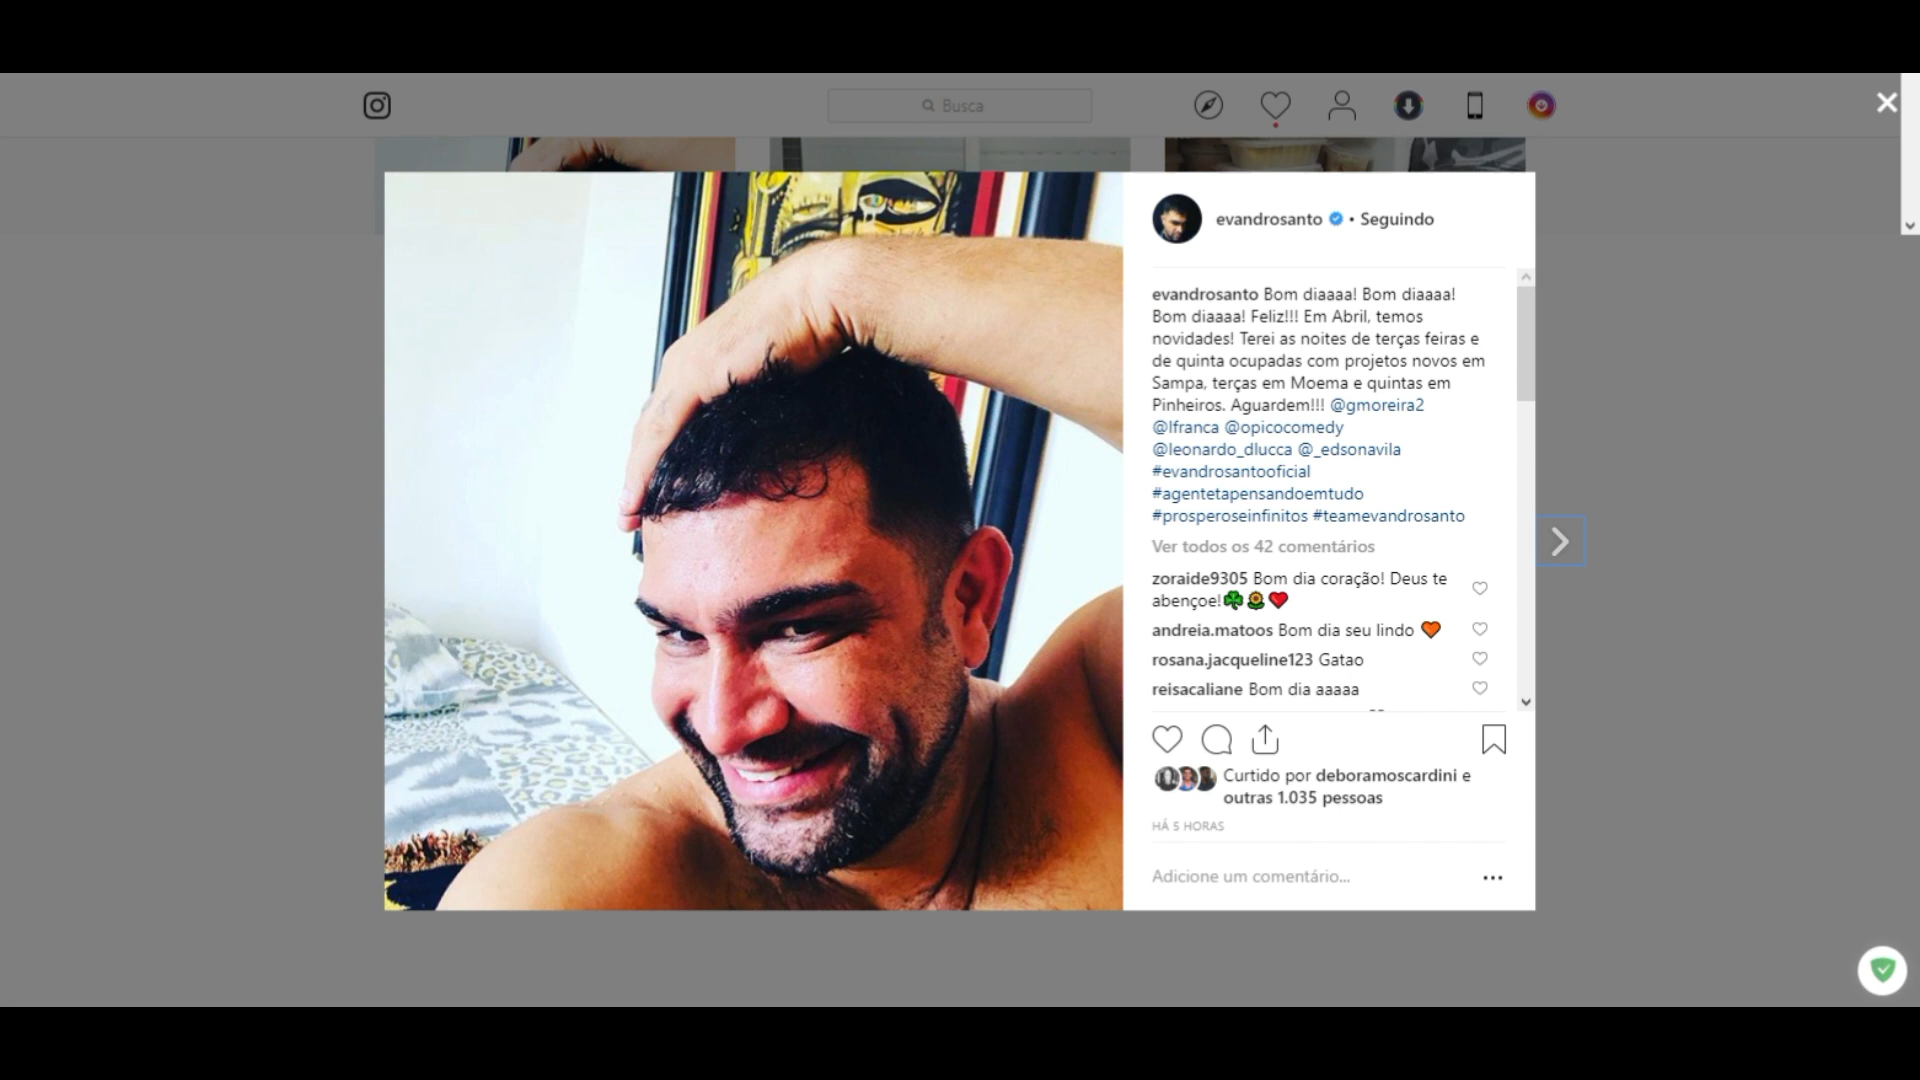 Busca
evandrosanto • Seguindo
evandrosanto Bom diaaaa! Bom diaaaa!
Bom diaaaa! Feliz!!! Em Abril, temos
novidades! Terei as noites de terças feiras e
de quinta ocupadas com projetos novos em
Sampa, terças em Moema e quintas em
Pinheiros. Aguardem!!! @gmoreira2
@lfranca @opicocomedy
@leonardo_dlucca @_edsonavila
#evandrosantooficial
#agentetapensandoemtudo
#prosperoseinfinitos #teamevandrosanto
Ver todos os 42 comentários
zoraide9305 Bom dia coração! Deus te
abençoe!☘️🌻❤️
andreia.matoos Bom dia seu lindo 🧡
rosana.jacqueline123 Gatao
reisacaliane Bom dia aaaaa
Curtido por deboramoscardini e
outras 1.035 pessoas
HÁ 5 HORAS
Adicione um comentário...